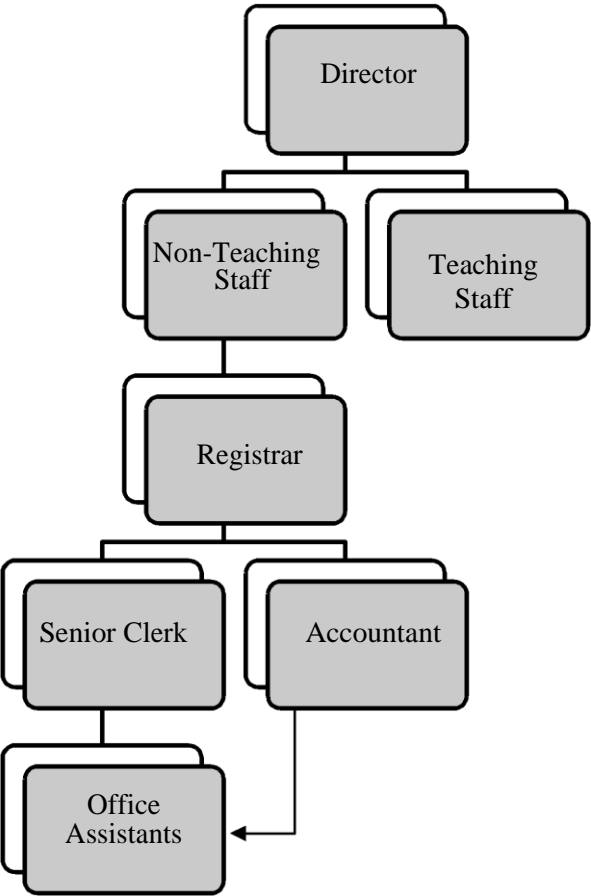 Director
Non-Teaching
Staff
Teaching
Staff
Registrar
Senior Clerk
Accountant
Office
Assistants